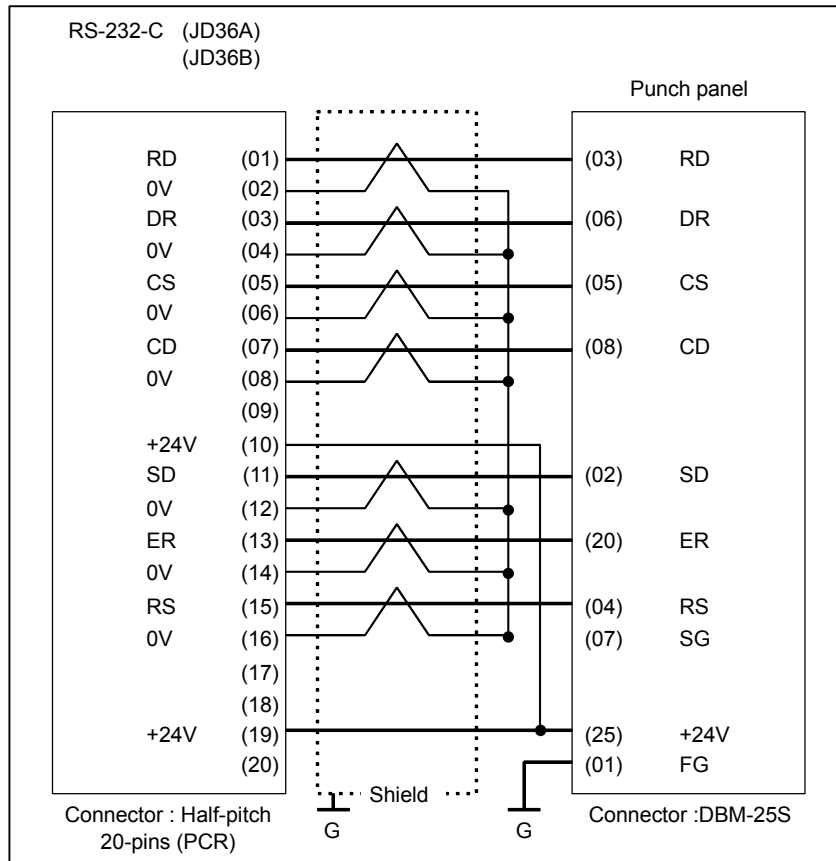 RS-232-C (JD36A)
(JD36B)
Punch panel
RD (01) (03) RD
0V (02)
DR (03) (06) DR
0V (04)
CS (05) (05) CS
0V (06)
CD (07) (08) CD
0V (08)
(09)
+24V (10)
SD (11) (02) SD
0V (12)
ER (13) (20) ER
0V (14)
RS (15) (04) RS
0V (16) (07) SG
(17)
(18)
+24V (19) (25) +24V
(20) (01) FG
Shield
G G
Connector : Half-pitch
20-pins (PCR)
Connector :DBM-25S